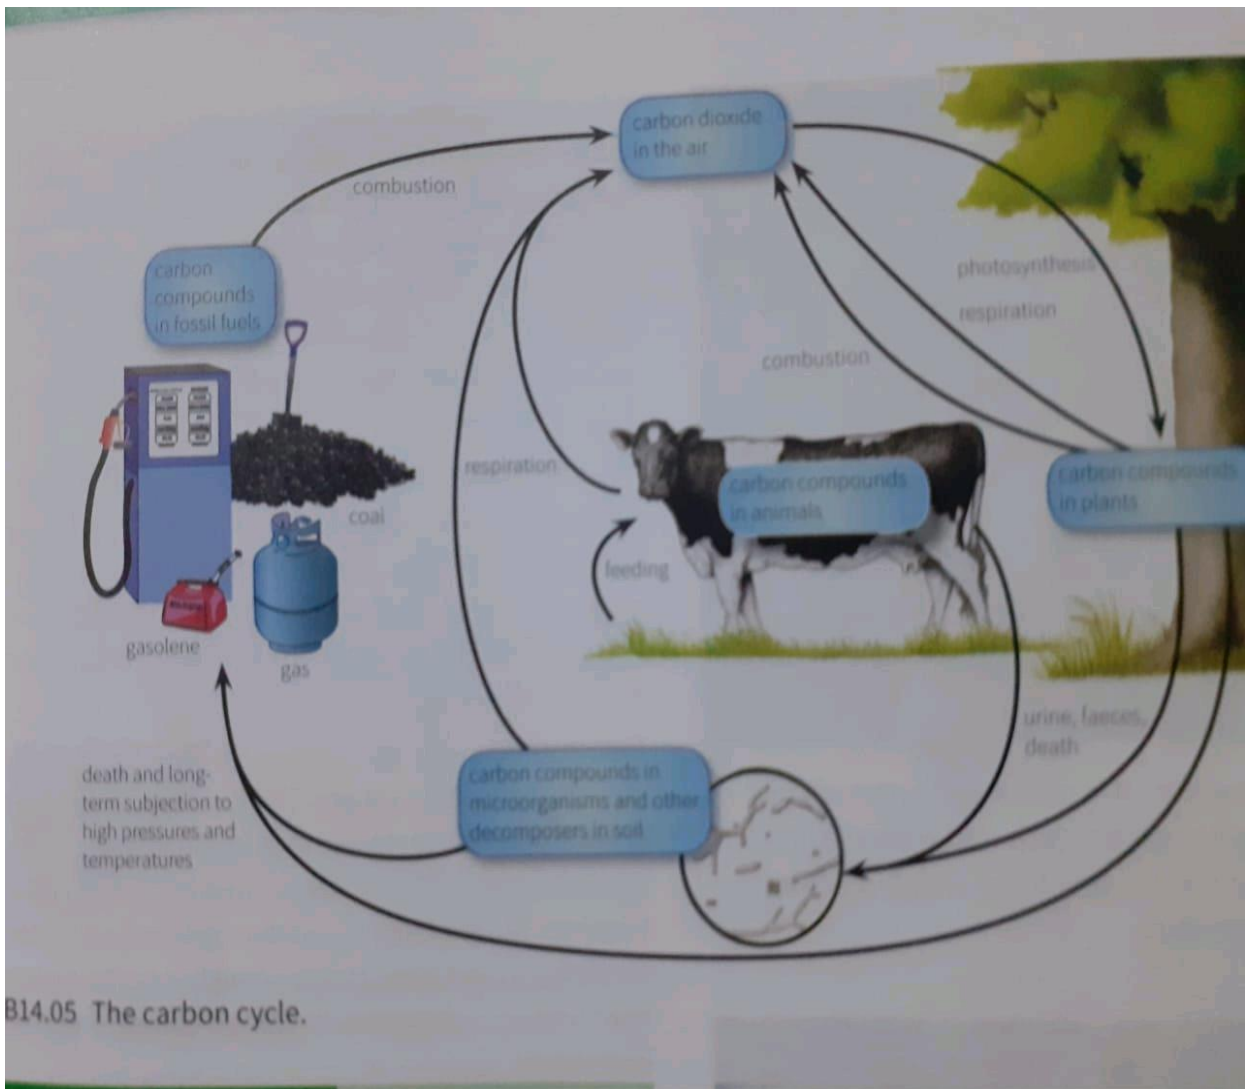 carbon dioxide
in the air
combustion
carbon
compounds
in fossil fuels
photosynthesis
respiration
combustion
respiration
carbon compounds
in animals
carbon compounds
in plants
coal
feeding
gasolene
gas
urine, faeces,
death
death and long-
term subjection to
high pressures and
temperatures
carbon compounds in
microorganisms and other
decomposers in soil
B14.05 The carbon cycle.